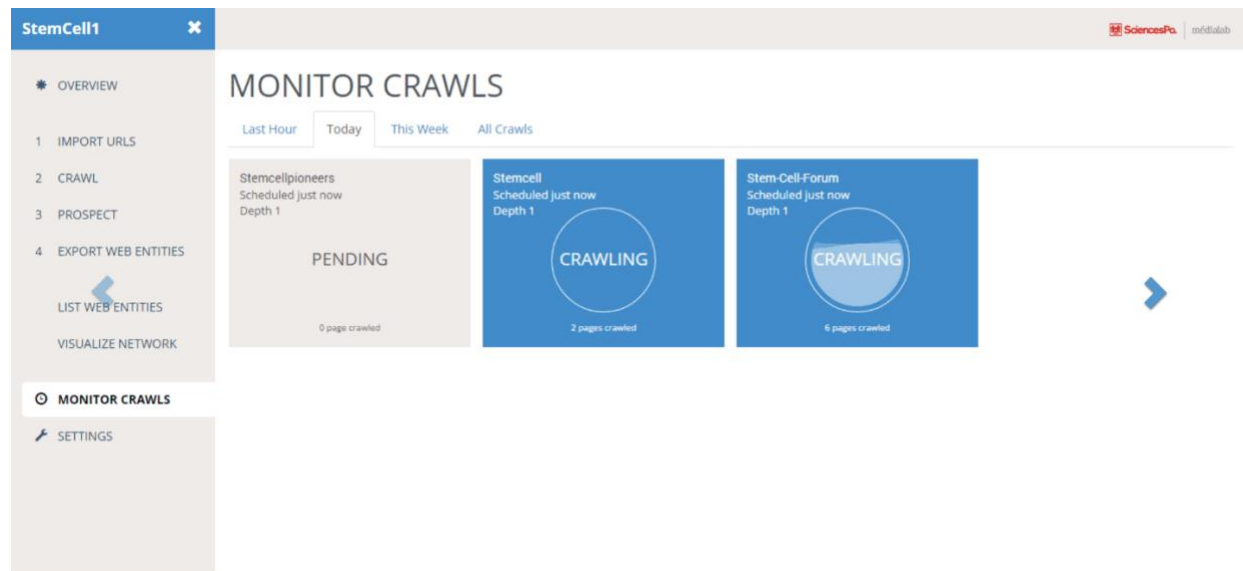 StemCell1
SciencesPo.
médialab
OVERVIEW
1 IMPORT URLS
2 CRAWL
3 PROSPECT
4 EXPORT WEB ENTITIES
LIST WEB ENTITIES
VISUALIZE NETWORK
MONITOR CRAWLS
SETTINGS
MONITOR CRAWLS
Last Hour Today This Week All Crawls
Stemcellpioneers
Scheduled just now
Depth 1
PENDING
0 page crawled
Stemcell
Scheduled just now
Depth 1
CRAWLING
2 pages crawled
Stem-Cell-Forum
Scheduled just now
Depth 1
CRAWLING
6 pages crawled